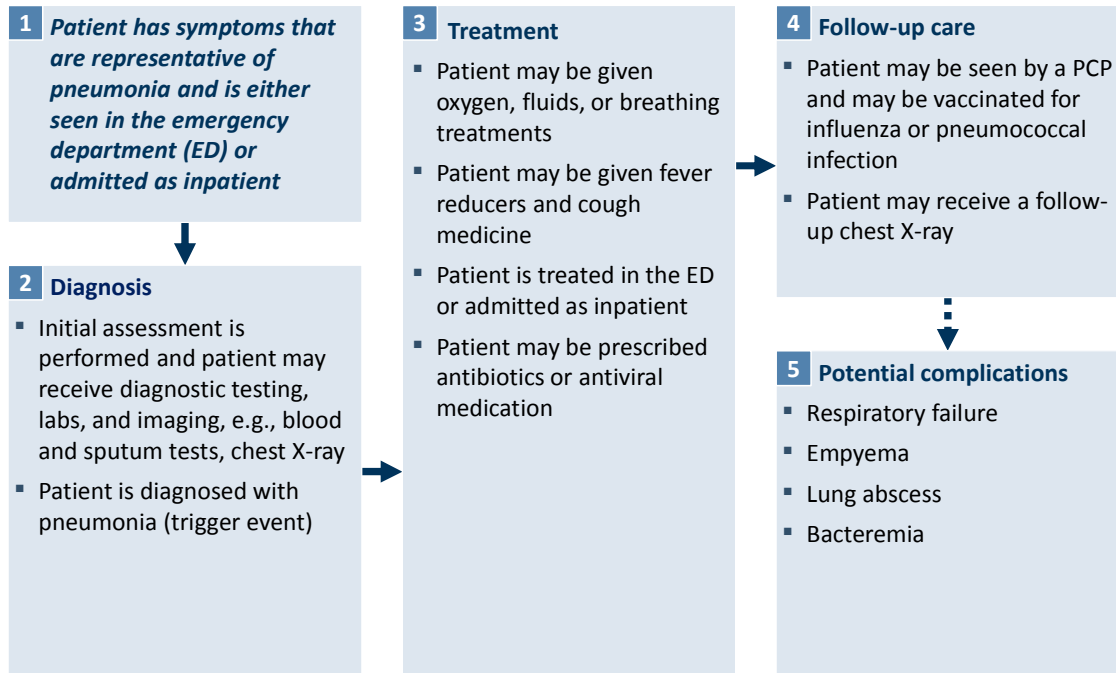 1 Patient has symptoms that
are representative of
pneumonia and is either
seen in the emergency
department (ED) or
admitted as inpatient
2 Diagnosis
▪ Initial assessment is
performed and patient may
receive diagnostic testing,
labs, and imaging, e.g., blood
and sputum tests, chest X-ray
▪ Patient is diagnosed with
pneumonia (trigger event)
3 Treatment
▪ Patient may be given
oxygen, fluids, or breathing
treatments
▪ Patient may be given fever
reducers and cough
medicine
▪ Patient is treated in the ED
or admitted as inpatient
▪ Patient may be prescribed
antibiotics or antiviral
medication
4 Follow-up care
▪ Patient may be seen by a PCP
and may be vaccinated for
influenza or pneumococcal
infection
▪ Patient may receive a follow-
up chest X-ray
5 Potential complications
▪ Respiratory failure
▪ Empyema
▪ Lung abscess
▪ Bacteremia